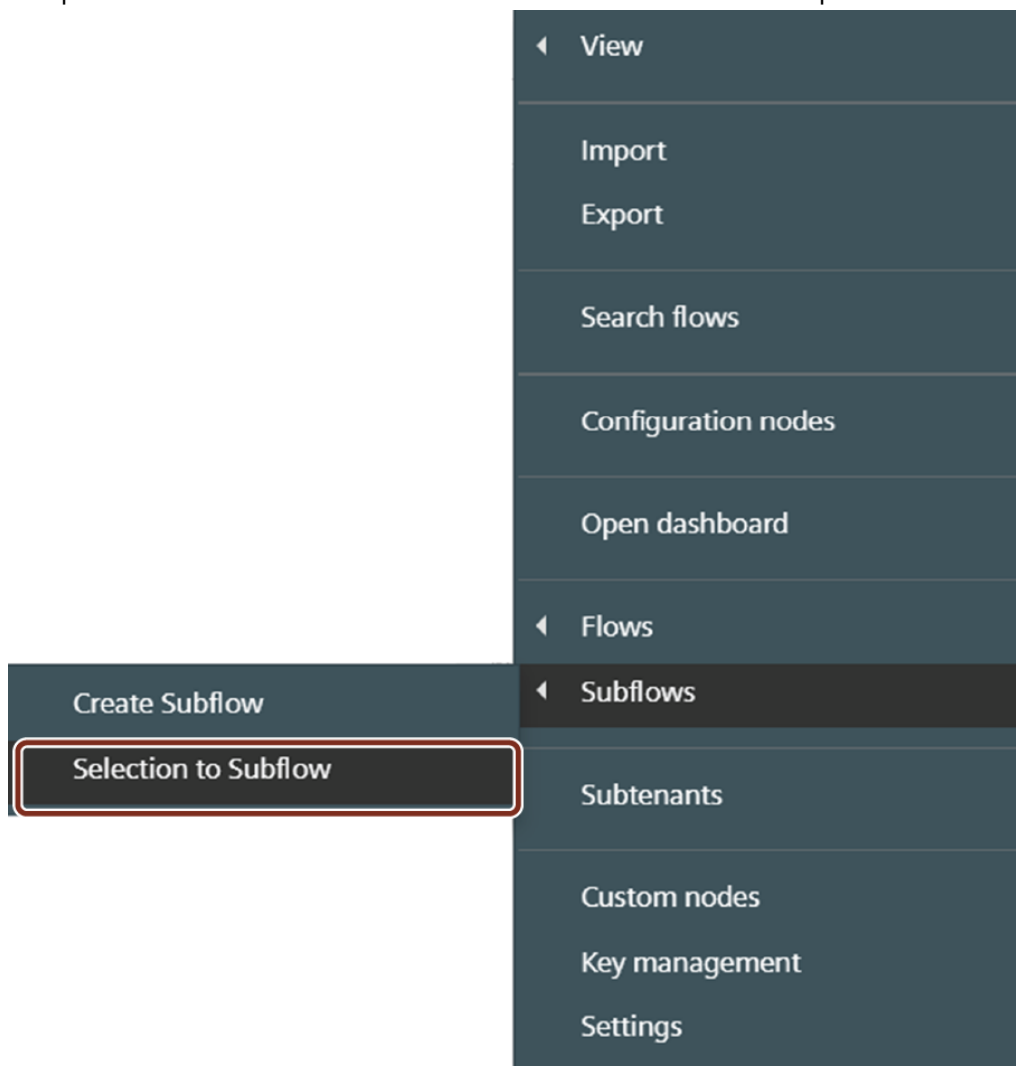 View
Import
Export
Search flows
Configuration nodes
Open dashboard
Flows
Subflows
Create Subflow
Selection to Subflow
Subtenants
Custom nodes
Key management
Settings